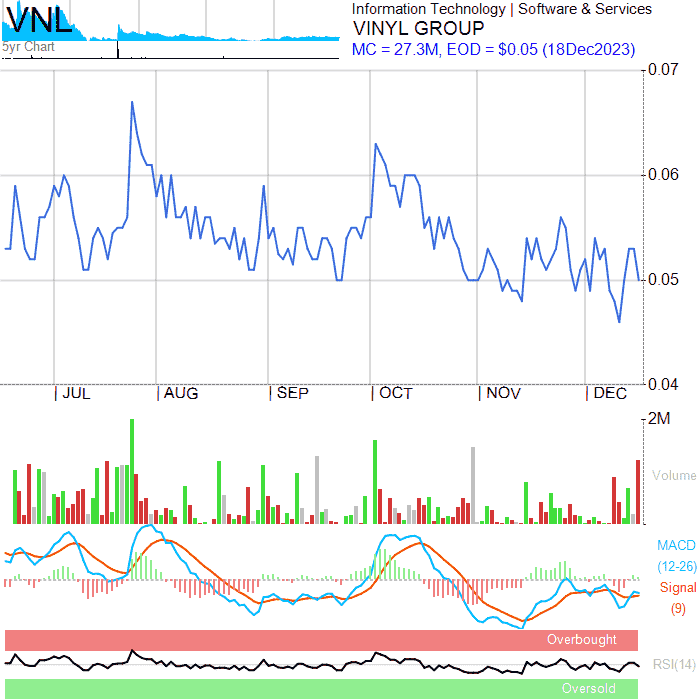 VNL
5yr Chart
Information Technology | Software & Services
VINYL GROUP
MC = 27.3M, EOD = $0.05 (18Dec2023)
0.07
0.06
0.05
0.04
| JUL | AUG | SEP | OCT | NOV | DEC
2M
Volume
MACD
(12-26)
Signal
(9)
Overbought
RSI(14)
Oversold